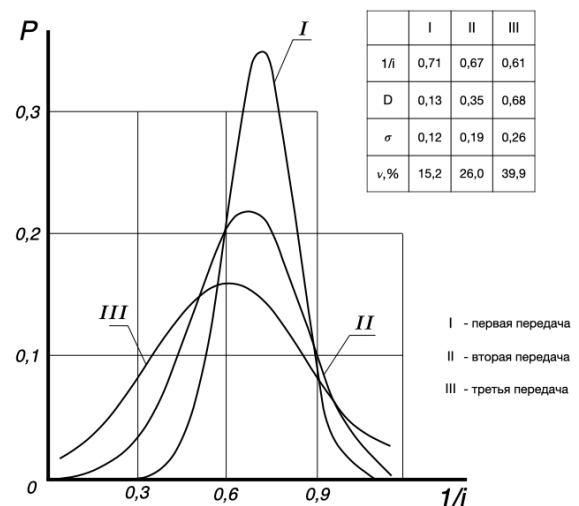 P
I
II
III
0,3
0,2
0,1
0
0,3
0,6
0,9
1/i
I II III
1/i 0,71 0,67 0,61
D 0,13 0,35 0,68
σ 0,12 0,19 0,26
ν,% 15,2 26,0 39,9
I - первая передача
II - вторая передача
III - третья передача